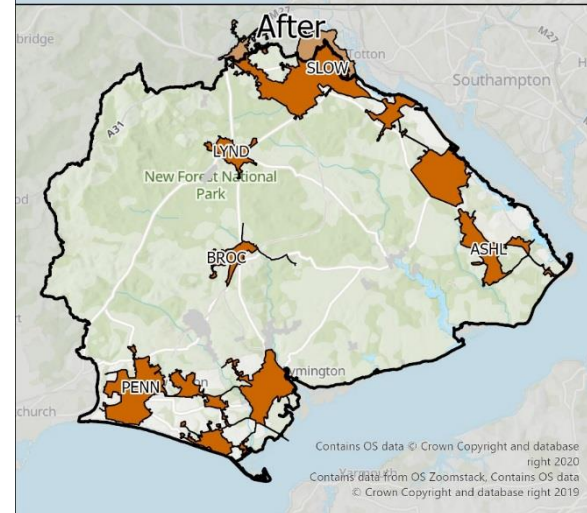 After
M27
M27
bridge
Totton
SLOW
Southampton
A31
LYND
New Forest National
Park
BROC
ASHL
PENN
ymington
church
Contains OS data © Crown Copyright and database
right 2020
Yarmouth
Contains data from OS Zoomstack, Contains OS data
© Crown Copyright and database right 2019